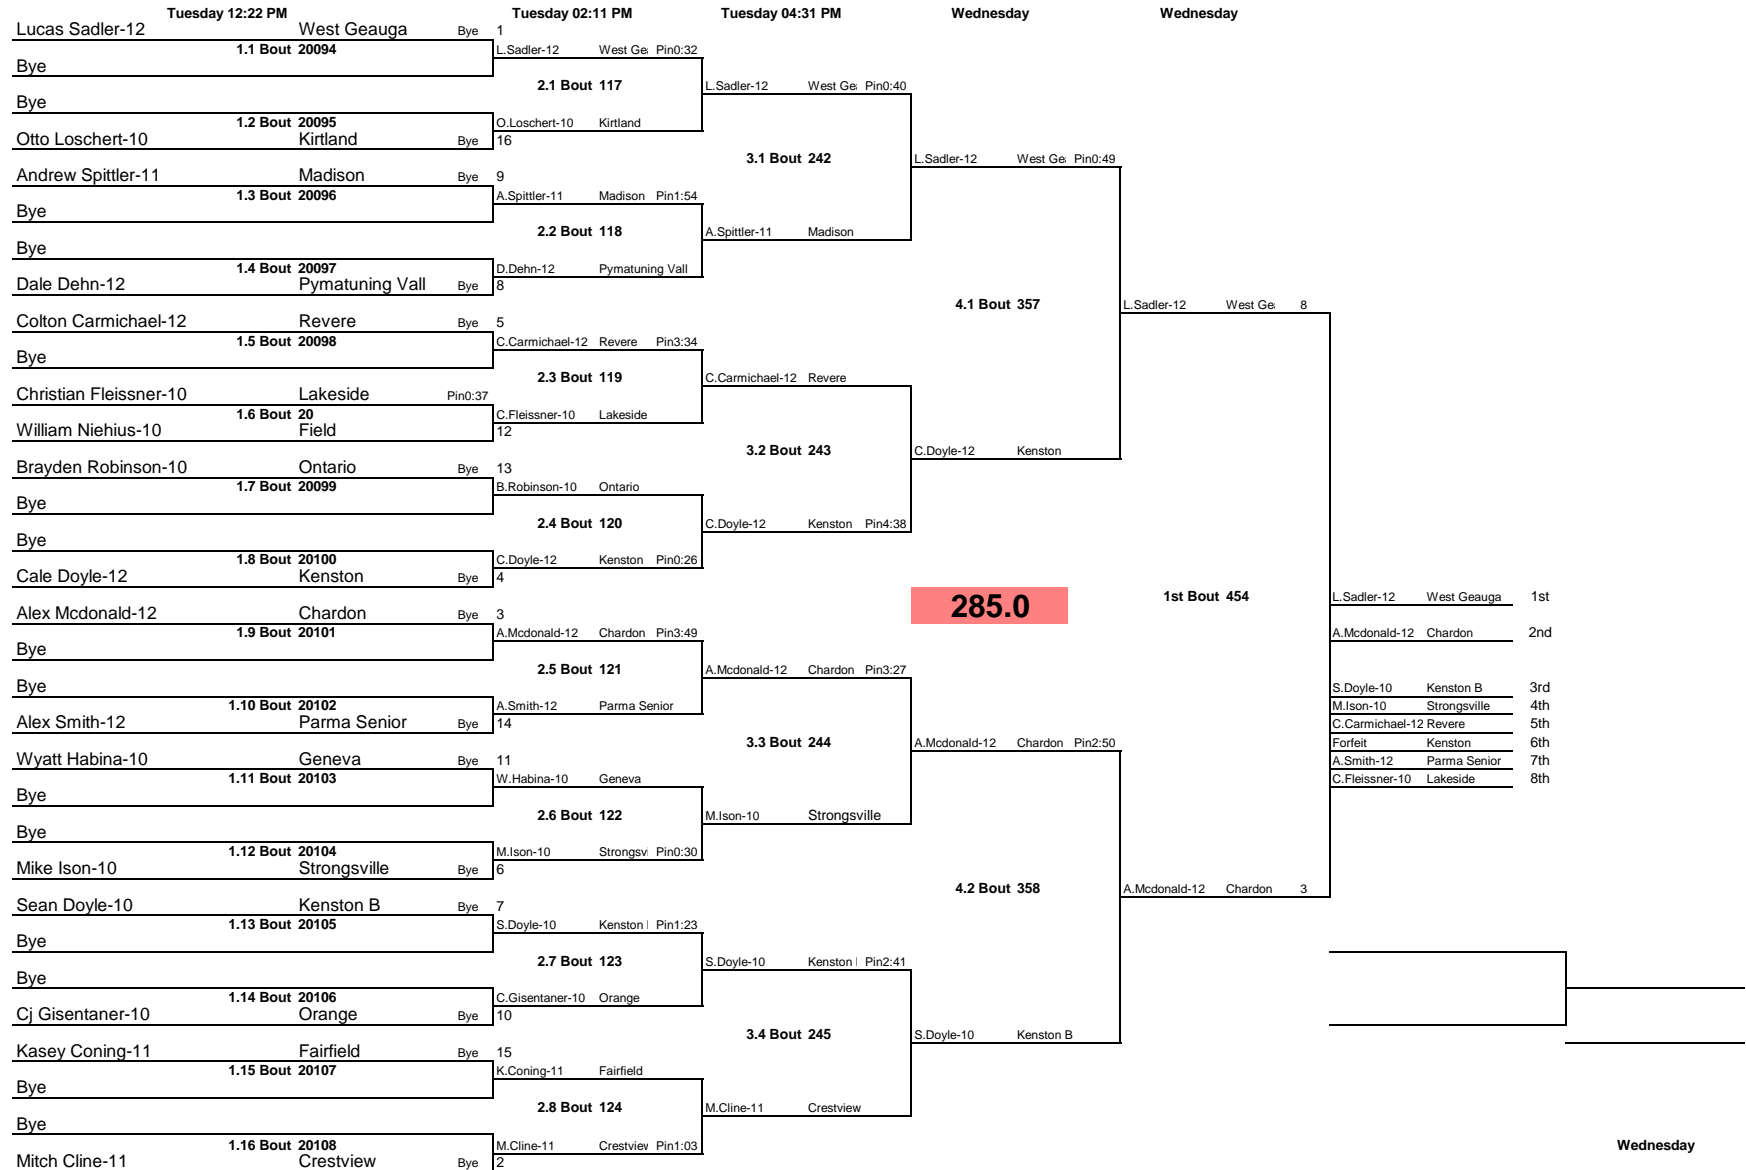 Tuesday 12:22 PM Tuesday 02:11 PM Tuesday 04:31 PM Wednesday Wednesday
Lucas Sadler-12 West Geauga Bye 1
1.1 Bout 20094 L.Sadler-12 West Ge Pin0:32
Bye
2.1 Bout 117 L.Sadler-12 West Ge Pin0:40
Bye
1.2 Bout 20095 O.Loschert-10 Kirtland
Otto Loschert-10 Kirtland Bye 16
3.1 Bout 242 L.Sadler-12 West Ge Pin0:49
Andrew Spittler-11 Madison Bye 9
1.3 Bout 20096 A.Spittler-11 Madison Pin1:54
Bye
2.2 Bout 118 A.Spittler-11 Madison
Bye
1.4 Bout 20097 D.Dehn-12 Pymatuning Vall
Dale Dehn-12 Pymatuning Vall Bye 8
4.1 Bout 357 L.Sadler-12 West Ge 8
Colton Carmichael-12 Revere Bye 5
1.5 Bout 20098 C.Carmichael-12 Revere Pin3:34
Bye
2.3 Bout 119 C.Carmichael-12 Revere
Christian Fleissner-10 Lakeside Pin0:37
1.6 Bout 20 C.Fleissner-10 Lakeside
William Niehius-10 Field 12
3.2 Bout 243 C.Doyle-12 Kenston
Brayden Robinson-10 Ontario Bye 13
1.7 Bout 20099 B.Robinson-10 Ontario
Bye
2.4 Bout 120 C.Doyle-12 Kenston Pin4:38
Bye
1.8 Bout 20100 C.Doyle-12 Kenston Pin0:26
Cale Doyle-12 Kenston Bye 4
285.0 1st Bout 454 L.Sadler-12 West Geauga 1st
Alex Mcdonald-12 Chardon Bye 3
1.9 Bout 20101 A.Mcdonald-12 Chardon Pin3:49 A.Mcdonald-12 Chardon 2nd
Bye
2.5 Bout 121 A.Mcdonald-12 Chardon Pin3:27
Bye S.Doyle-10 Kenston B 3rd
1.10 Bout 20102 A.Smith-12 Parma Senior M.Ison-10 Strongsville 4th
Alex Smith-12 Parma Senior Bye 14 C.Carmichael-12 Revere 5th
3.3 Bout 244 A.Mcdonald-12 Chardon Pin2:50 Forfeit Kenston 6th
Wyatt Habina-10 Geneva Bye 11 A.Smith-12 Parma Senior 7th
1.11 Bout 20103 W.Habina-10 Geneva C.Fleissner-10 Lakeside 8th
Bye
2.6 Bout 122 M.Ison-10 Strongsville
Bye
1.12 Bout 20104 M.Ison-10 Strongsvi Pin0:30
Mike Ison-10 Strongsville Bye 6
4.2 Bout 358 A.Mcdonald-12 Chardon 3
Sean Doyle-10 Kenston B Bye 7
1.13 Bout 20105 S.Doyle-10 Kenston Pin1:23
Bye
2.7 Bout 123 S.Doyle-10 Kenston Pin2:41
Bye
1.14 Bout 20106 C.Gisentaner-10 Orange
Cj Gisentaner-10 Orange Bye 10
3.4 Bout 245 S.Doyle-10 Kenston B
Kasey Coning-11 Fairfield Bye 15
1.15 Bout 20107 K.Coning-11 Fairfield
Bye
2.8 Bout 124 M.Cline-11 Crestview
Bye
1.16 Bout 20108 M.Cline-11 Crestview Pin1:03 Wednesday
Mitch Cline-11 Crestview Bye 2